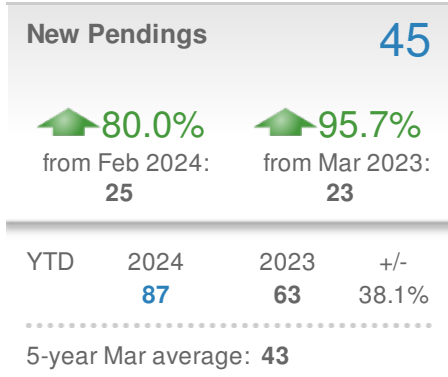 New Pendings 45
80.0% 95.7%
from Feb 2024: from Mar 2023:
25 23
YTD 2024 2023 +/-
87 63 38.1%
5-year Mar average: 43